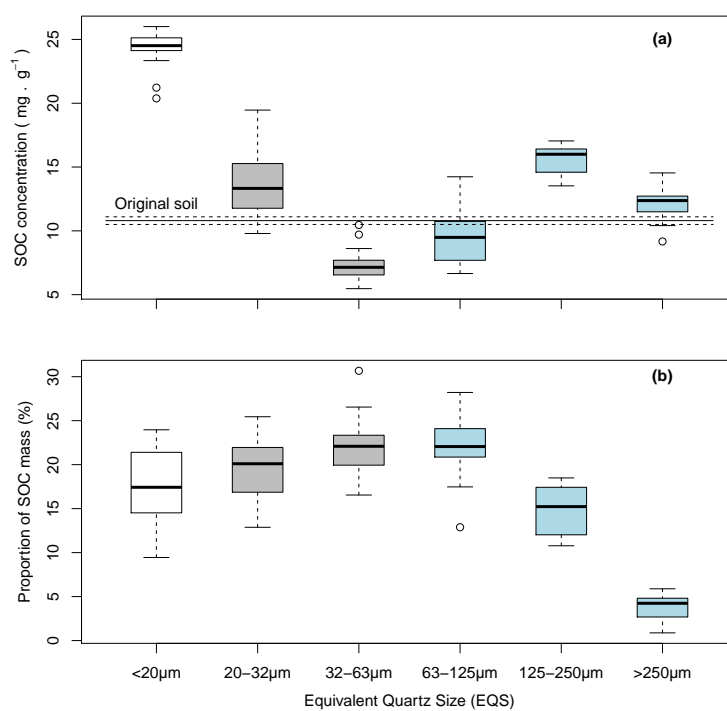 (a)
SOC concentration ( mg . g⁻¹)
25
20
15
10
5
Original soil
(b)
Proportion of SOC mass (%)
30
25
20
15
10
5
0
<20µm 20−32µm 32−63µm 63−125µm 125−250µm >250µm
Equivalent Quartz Size (EQS)